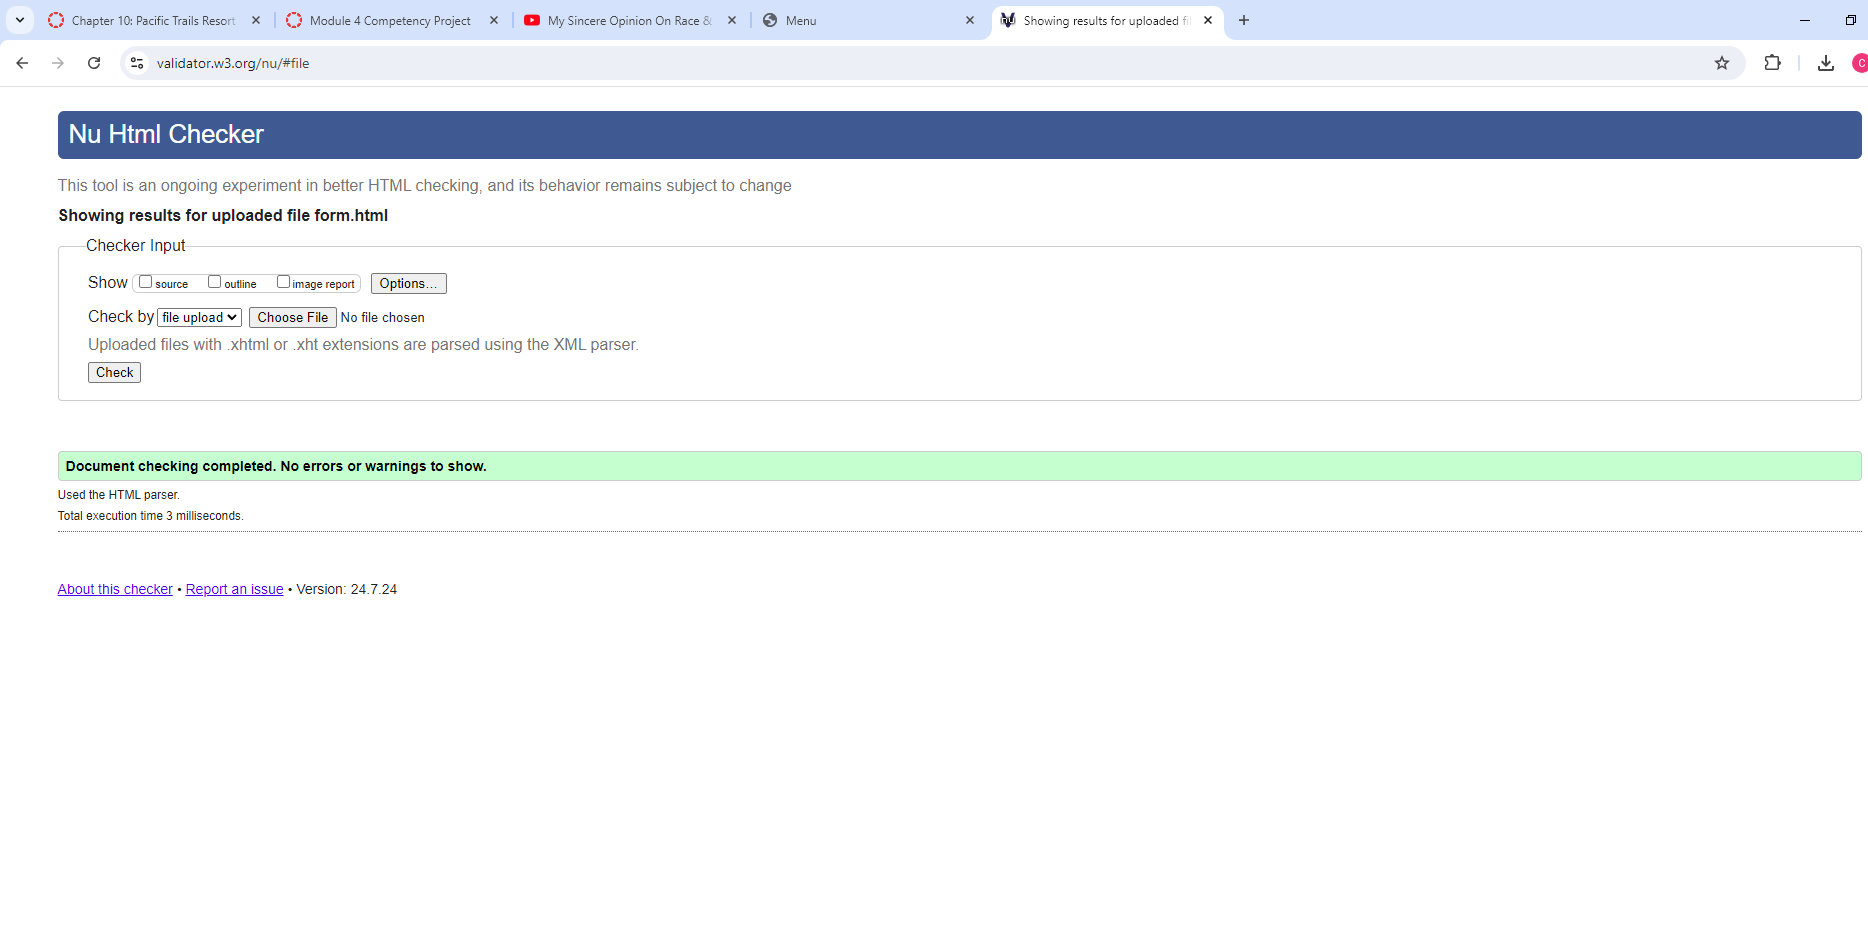 Chapter 10: Pacific Trails Resort
Module 4 Competency Project
My Sincere Opinion On Race &
Menu
Showing results for uploaded fi
validator.w3.org/nu/#file
C
Nu Html Checker
This tool is an ongoing experiment in better HTML checking, and its behavior remains subject to change
Showing results for uploaded file form.html
Checker Input
Show source outline image report Options...
Check by file upload Choose File No file chosen
Uploaded files with .xhtml or .xht extensions are parsed using the XML parser.
Check
Document checking completed. No errors or warnings to show.
Used the HTML parser.
Total execution time 3 milliseconds.
About this checker • Report an issue • Version: 24.7.24